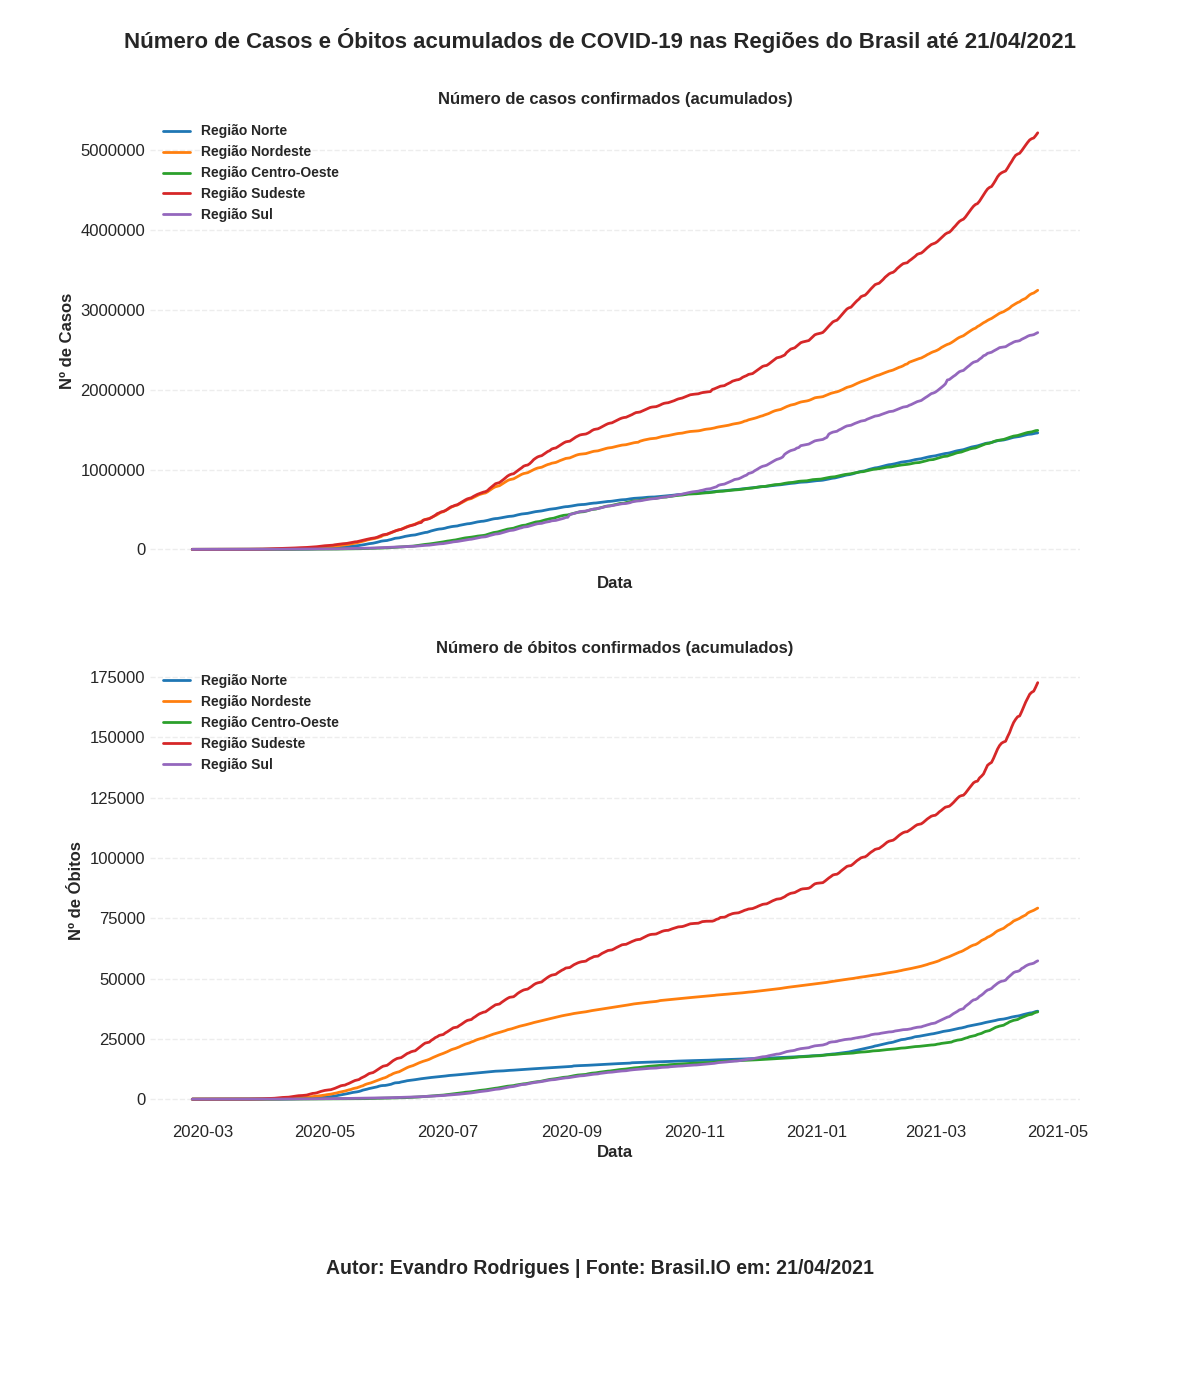 Número de Casos e Óbitos acumulados de COVID-19 nas Regiões do Brasil até 21/04/2021
Número de casos confirmados (acumulados)
Região Norte
Região Nordeste
Região Centro-Oeste
Região Sudeste
Região Sul
5000000
4000000
3000000
2000000
1000000
0
Nº de Casos
Data
Número de óbitos confirmados (acumulados)
Região Norte
Região Nordeste
Região Centro-Oeste
Região Sudeste
Região Sul
175000
150000
125000
100000
75000
50000
25000
0
Nº de Óbitos
2020-03 2020-05 2020-07 2020-09 2020-11 2021-01 2021-03 2021-05
Data
Autor: Evandro Rodrigues | Fonte: Brasil.IO em: 21/04/2021